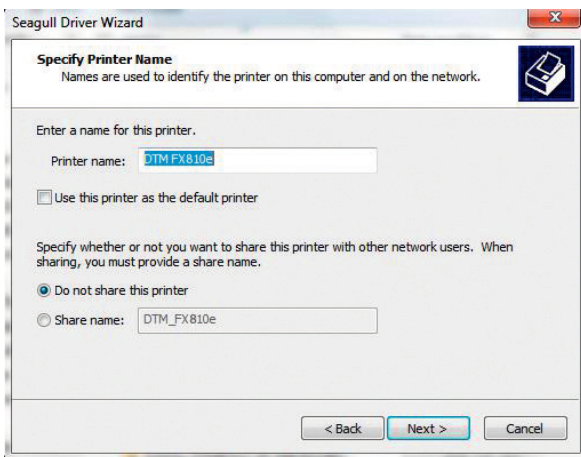 Seagull Driver Wizard
Specify Printer Name
Names are used to identify the printer on this computer and on the network.
Enter a name for this printer.
Printer name: DTM FX810e
Use this printer as the default printer
Specify whether or not you want to share this printer with other network users. When
sharing, you must provide a share name.
Do not share this printer
Share name: DTM_FX810e
< Back Next > Cancel